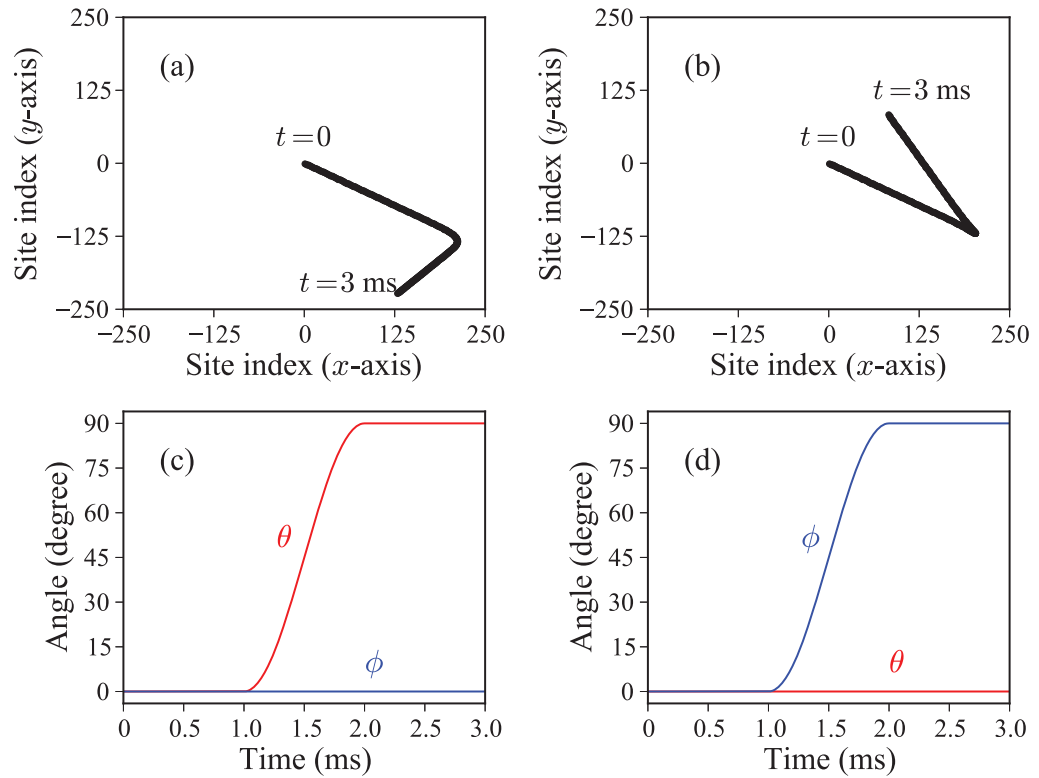 250
125
0
−125
−250
Site index (y-axis)
(a)
t=0
t=3 ms
−250
−125
0
125
250
Site index (x-axis)
250
125
0
−125
−250
Site index (y-axis)
(b)
t=3 ms
t=0
−250
−125
0
125
250
Site index (x-axis)
90
75
60
45
30
15
0
Angle (degree)
(c)
θ
ϕ
0
0.5
1.0
1.5
2.0
2.5
3.0
Time (ms)
90
75
60
45
30
15
0
Angle (degree)
(d)
ϕ
θ
0
0.5
1.0
1.5
2.0
2.5
3.0
Time (ms)